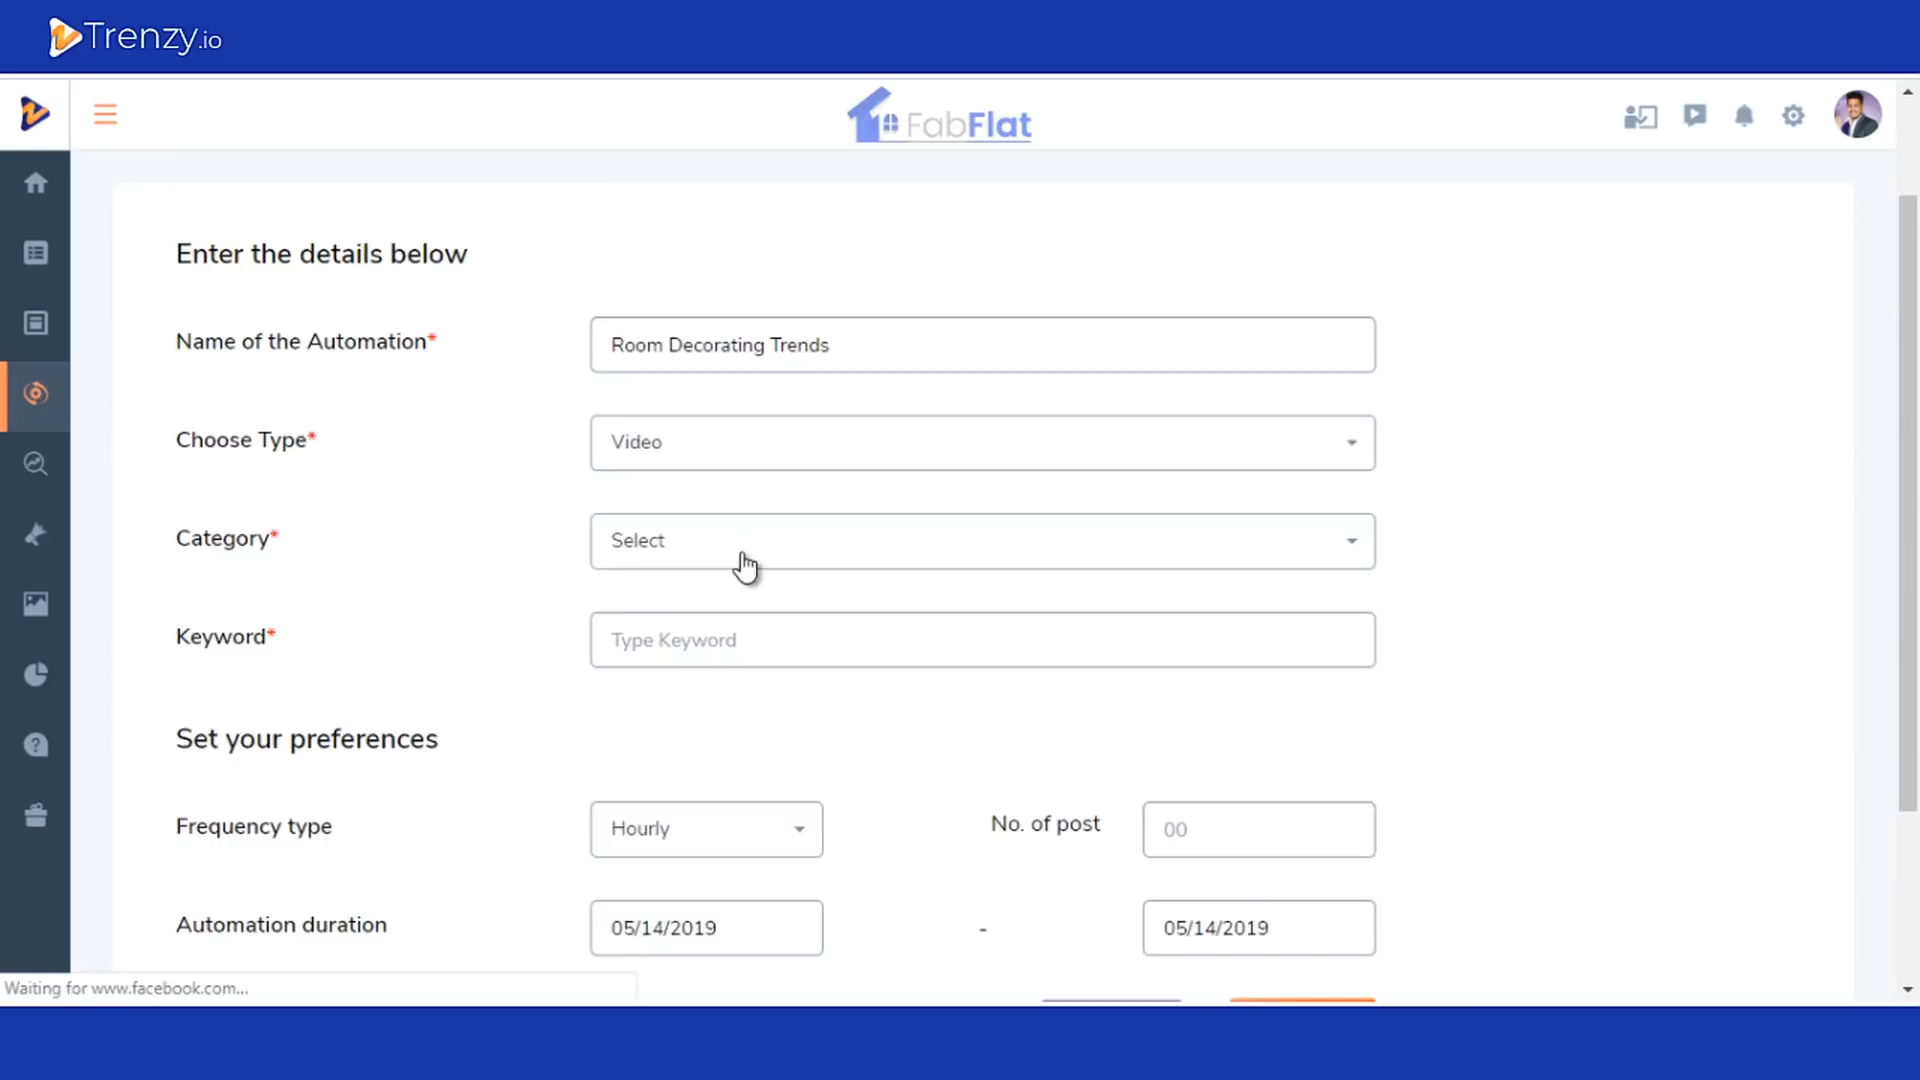 Trenzy.io
FabFlat
Enter the details below
Name of the Automation*
Room Decorating Trends
Choose Type*
Video
Category*
Select
Keyword*
Type Keyword
Set your preferences
Frequency type
Hourly
No. of post
00
Automation duration
05/14/2019
-
05/14/2019
Waiting for www.facebook.com...